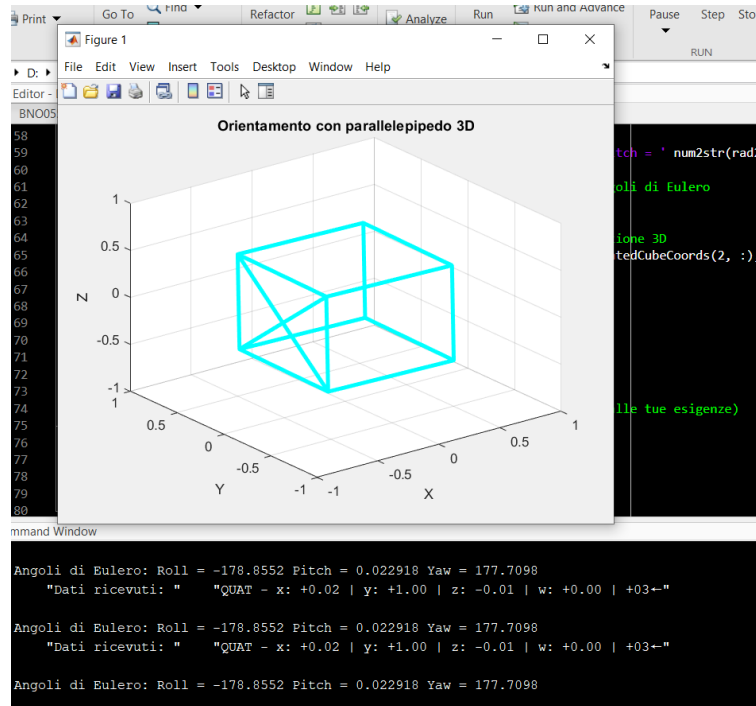 Print
Go To
Find
Refactor
Analyze
Run
Run and Advance
Pause
Step
RUN
Figure 1
D:
File Edit View Insert Tools Desktop Window Help
Editor -
BNO05
Orientamento con parallelepipedo 3D
58
59
60
61
62
63
64
65
66
67
68
69
70
71
72
73
74
75
76
77
78
79
80
tch = ' num2str(rad2
oli di Eulero
ione 3D
tedCubeCoords(2, :),
lle tue esigenze)
1
0.5
0
-0.5
-1
Z
1
0.5
0
-0.5
-1
Y
-1
-0.5
0
0.5
1
X
mmand Window
Angoli di Eulero: Roll = -178.8552 Pitch = 0.022918 Yaw = 177.7098
"Dati ricevuti: " "QUAT - x: +0.02 | y: +1.00 | z: -0.01 | w: +0.00 | +03←"
Angoli di Eulero: Roll = -178.8552 Pitch = 0.022918 Yaw = 177.7098
"Dati ricevuti: " "QUAT - x: +0.02 | y: +1.00 | z: -0.01 | w: +0.00 | +03←"
Angoli di Eulero: Roll = -178.8552 Pitch = 0.022918 Yaw = 177.7098